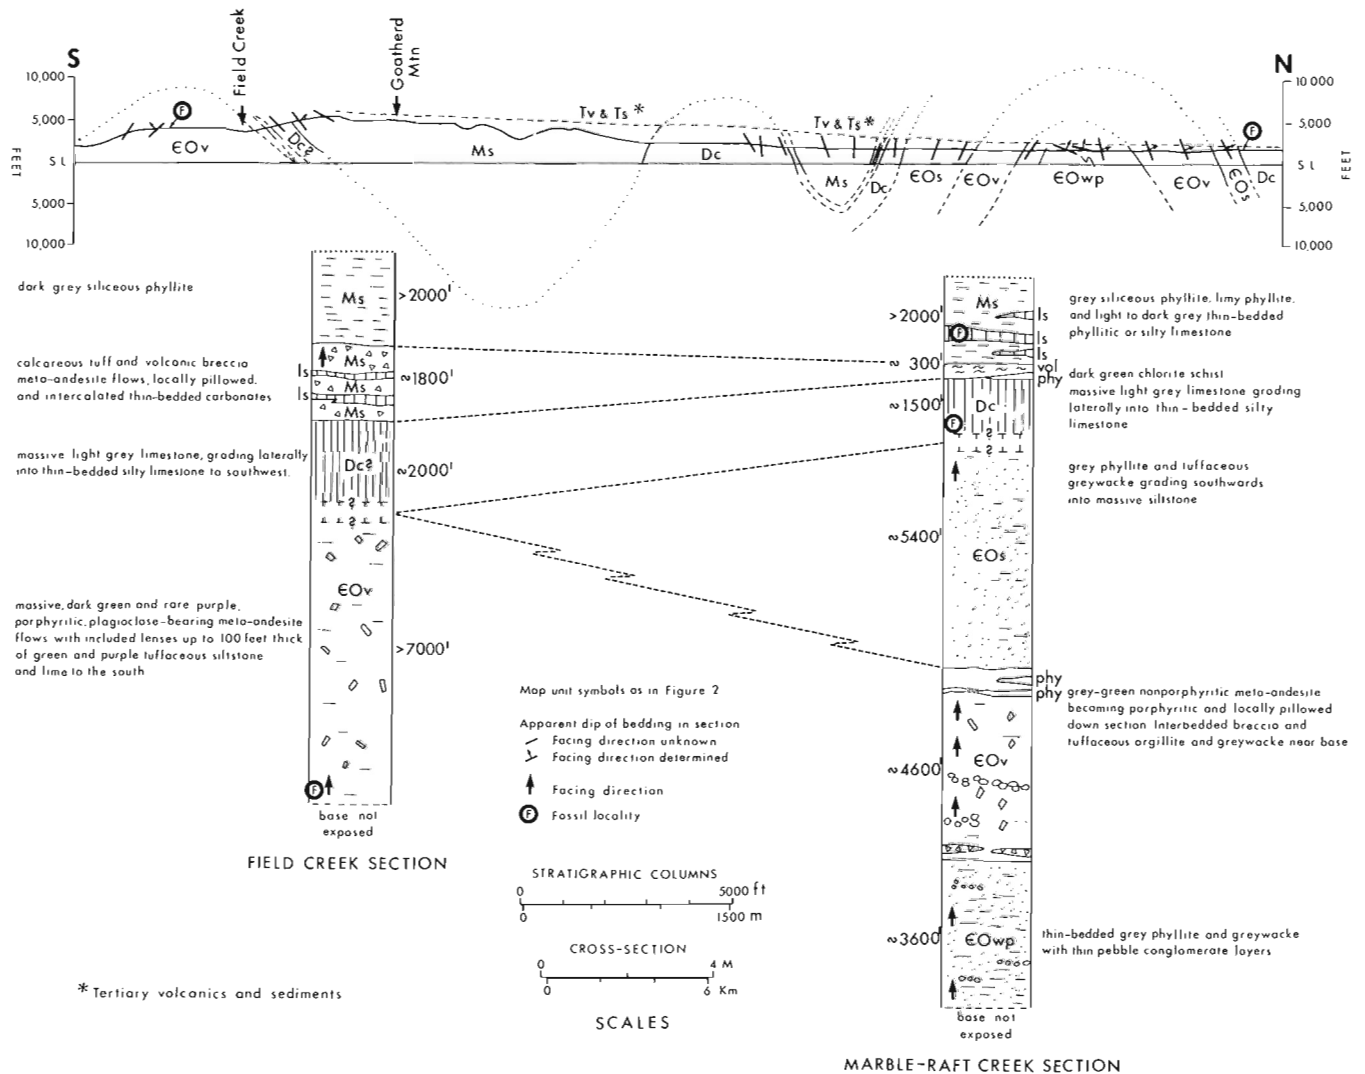 S
Field Creek
Goatherd
Mtn
N
10,000
5,000
S L
5,000
10,000
FEET
10 000
5,000
S L
5,000
10,000
FEET
F
ЄOv
Dc?
Ms
Tv & Ts *
Dc
Tv & Ts *
Ms
Dc
ЄOs
ЄOv
ЄOwp
ЄOv
ЄOs
Dc
F
dark grey siliceous phyllite
Ms
>2000'
calcareous tuff and volcanic breccia
meta-andesite flows, locally pillowed,
and intercalated thin-bedded carbonates
ls
ls
Ms
Ms
Ms
~1800'
massive light grey limestone, grading laterally
into thin-bedded silty limestone to southwest.
Dc?
~2000'
?
?
ЄOv
massive, dark green and rare purple,
porphyritic, plagioclase-bearing meta-andesite
flows with included lenses up to 100 feet thick
of green and purple tuffaceous siltstone
and lime to the south
>7000'
F
base not
exposed
FIELD CREEK SECTION
Map unit symbols as in Figure 2
Apparent dip of bedding in section
Facing direction unknown
Facing direction determined
Facing direction
F Fossil locality
STRATIGRAPHIC COLUMNS
0 5000 ft
0 1500 m
CROSS-SECTION
0 4 M
0 6 Km
SCALES
* Tertiary volcanics and sediments
>2000'
Ms
F
ls
ls
ls
grey siliceous phyllite, limy phyllite,
and light to dark grey thin-bedded
phyllitic or silty limestone
~ 300'
vol
phy
dark green chlorite schist
~1500'
Dc
F
massive light grey limestone grading
laterally into thin-bedded silty
limestone
?
?
grey phyllite and tuffaceous
greywacke grading southwards
into massive siltstone
~5400'
ЄOs
phy
phy
grey-green nonporphyritic meta-andesite
becoming porphyritic and locally pillowed
down section Interbedded breccia and
tuffaceous argillite and greywacke near base
ЄOv
~4600'
~3600'
ЄOwp
thin-bedded grey phyllite and greywacke
with thin pebble conglomerate layers
base not
exposed
MARBLE-RAFT CREEK SECTION